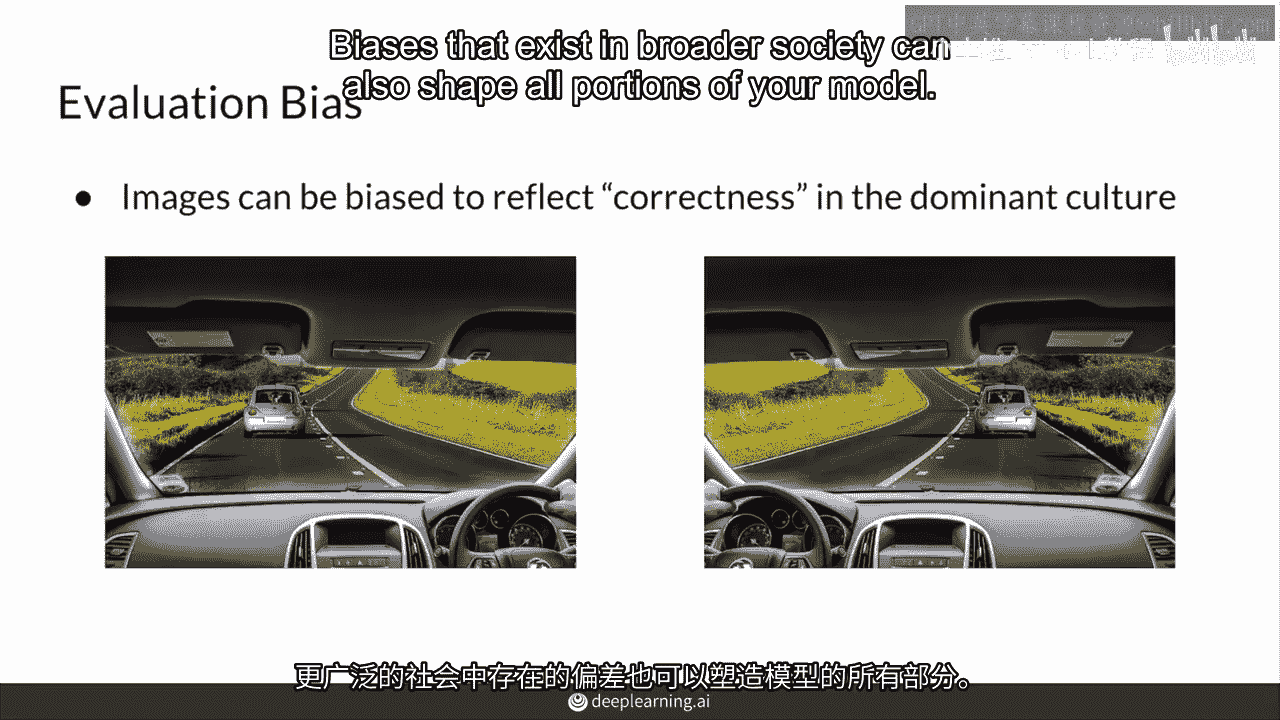 Biases that exist in broader society can
also shape all portions of your model.
Evaluation Bias
● Images can be biased to reflect “correctness” in the dominant culture
更广泛的社会中存在的偏差也可以塑造模型的所有部分。
deeplearning.ai